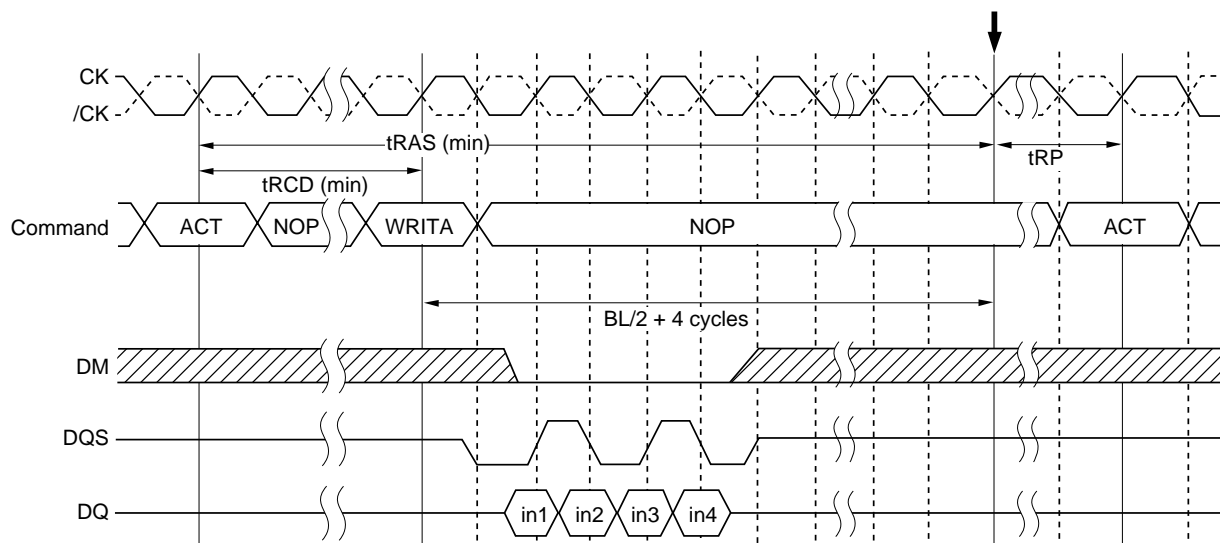 CK
/CK
tRAS (min)
tRP
tRCD (min)
Command ACT NOP WRITA NOP ACT
BL/2 + 4 cycles
DM
DQS
DQ in1 in2 in3 in4